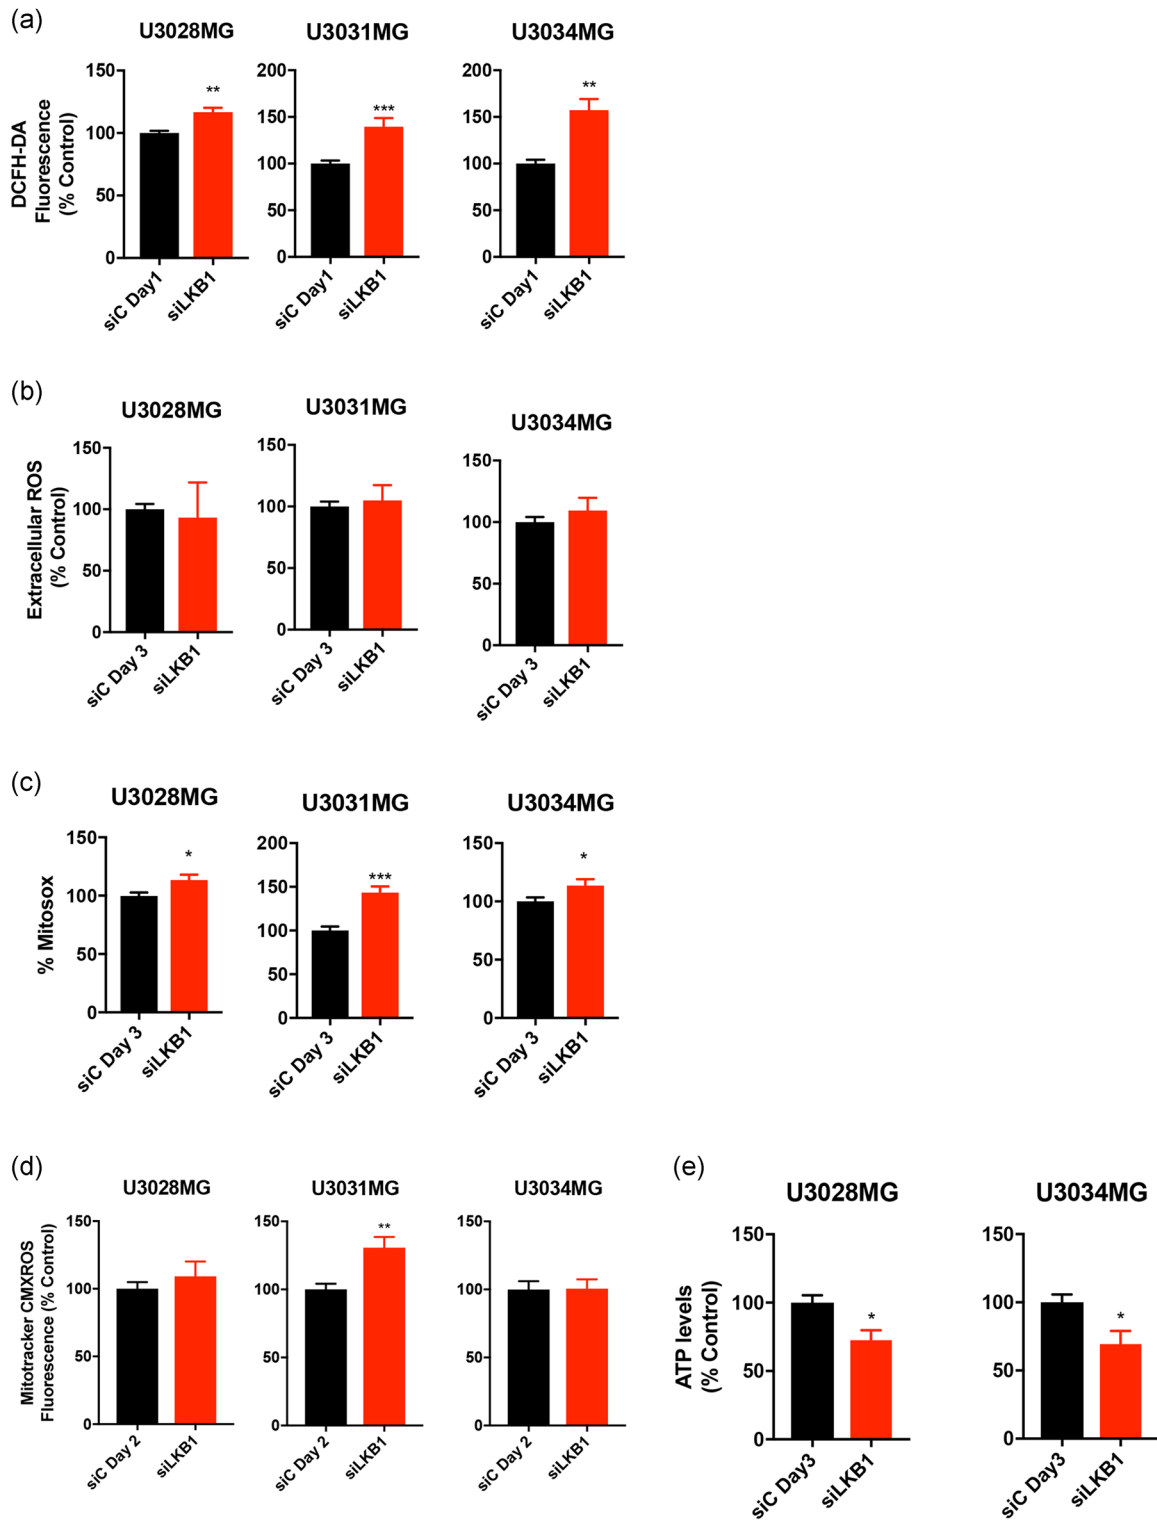 (a)
U3028MG
U3031MG
U3034MG
DCFH-DA
Fluorescence
(% Control)
150
100
50
0
**
siC Day1
siLKB1
200
150
100
50
0
***
siC Day1
siLKB1
200
150
100
50
0
**
siC Day1
siLKB1
(b)
U3028MG
U3031MG
U3034MG
Extracellular ROS
(% Control)
150
100
50
0
siC Day 3
siLKB1
150
100
50
0
siC Day 3
siLKB1
150
100
50
0
siC Day 3
siLKB1
(c)
U3028MG
U3031MG
U3034MG
% Mitosox
150
100
50
0
*
siC Day 3
siLKB1
200
150
100
50
0
***
siC Day 3
siLKB1
150
100
50
0
*
siC Day 3
siLKB1
(d)
U3028MG
U3031MG
U3034MG
Mitotracker CMXROS
Fluorescence (% Control)
150
100
50
0
siC Day 2
siLKB1
150
100
50
0
**
siC Day 2
siLKB1
150
100
50
0
siC Day 2
siLKB1
(e)
U3028MG
U3034MG
ATP levels
(% Control)
150
100
50
0
*
siC Day3
siLKB1
150
100
50
0
*
siC Day3
siLKB1